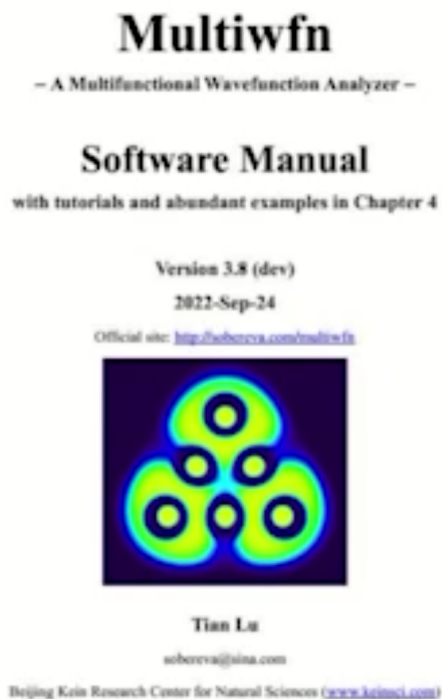 Multiwfn
– A Multifunctional Wavefunction Analyzer –
Software Manual
with tutorials and abundant examples in Chapter 4
Version 3.8 (dev)
2022-Sep-24
Official site: http://sobereva.com/multiwfn
Tian Lu
sobereva@sina.com
Beijing Kein Research Center for Natural Sciences (www.keinsci.com)